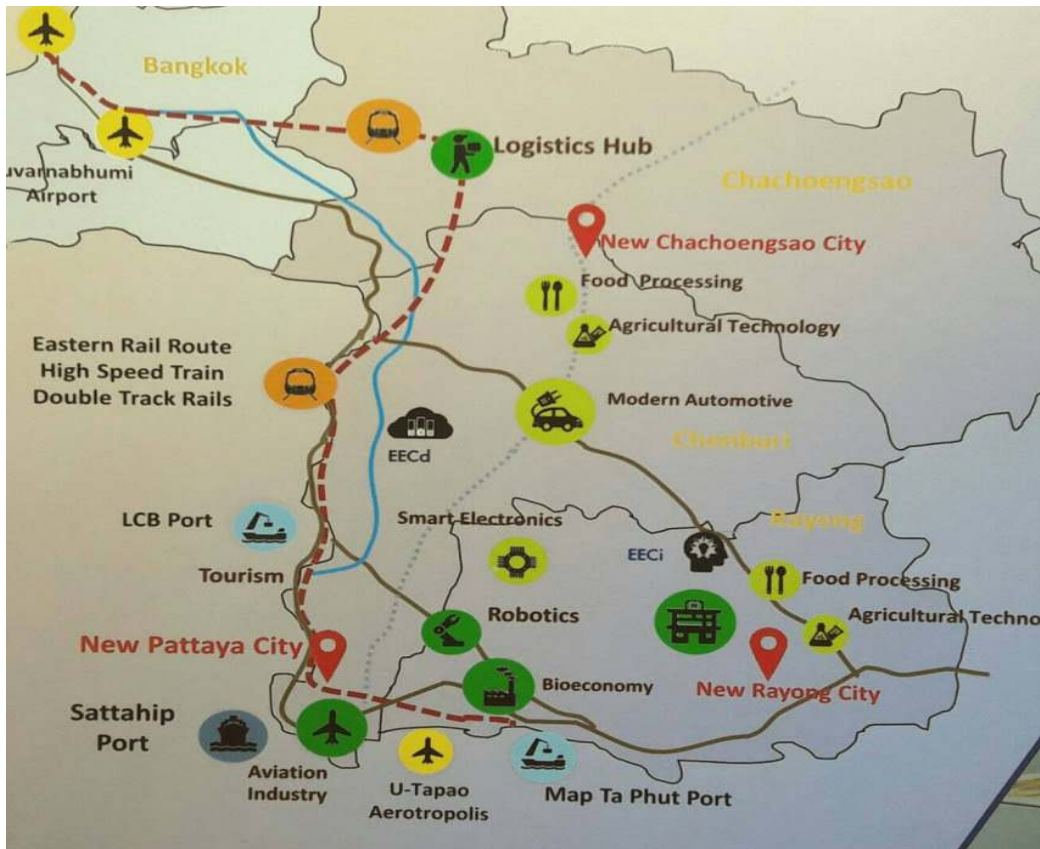 Bangkok
Logistics Hub
uvarnabhumi
Airport
Chachoengsao
New Chachoengsao City
Food Processing
Agricultural Technology
Eastern Rail Route
High Speed Train
Double Track Rails
Modern Automotive
Chonburi
EECd
LCB Port
Smart Electronics
Rayong
EECi
Tourism
Food Processing
Robotics
Agricultural Techno
New Pattaya City
Bioeconomy
New Rayong City
Sattahip
Port
Aviation
Industry
U-Tapao
Aerotropolis
Map Ta Phut Port